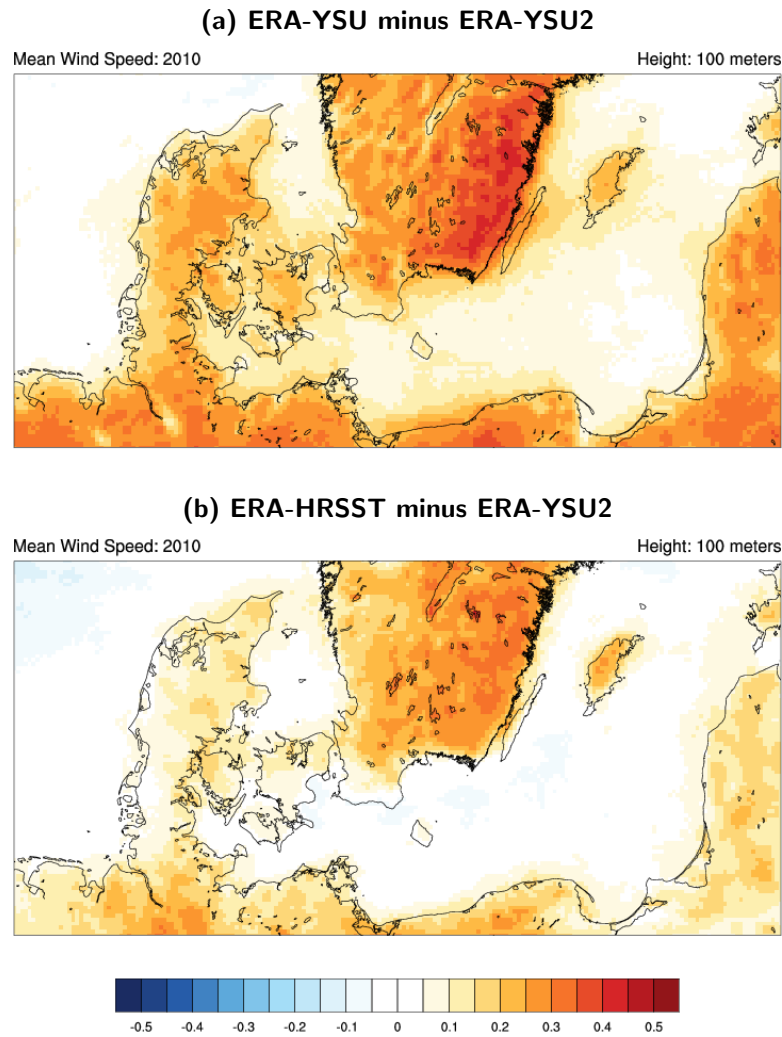 (a) ERA-YSU minus ERA-YSU2
Mean Wind Speed: 2010 Height: 100 meters
(b) ERA-HRSST minus ERA-YSU2
Mean Wind Speed: 2010 Height: 100 meters
-0.5 -0.4 -0.3 -0.2 -0.1 0 0.1 0.2 0.3 0.4 0.5